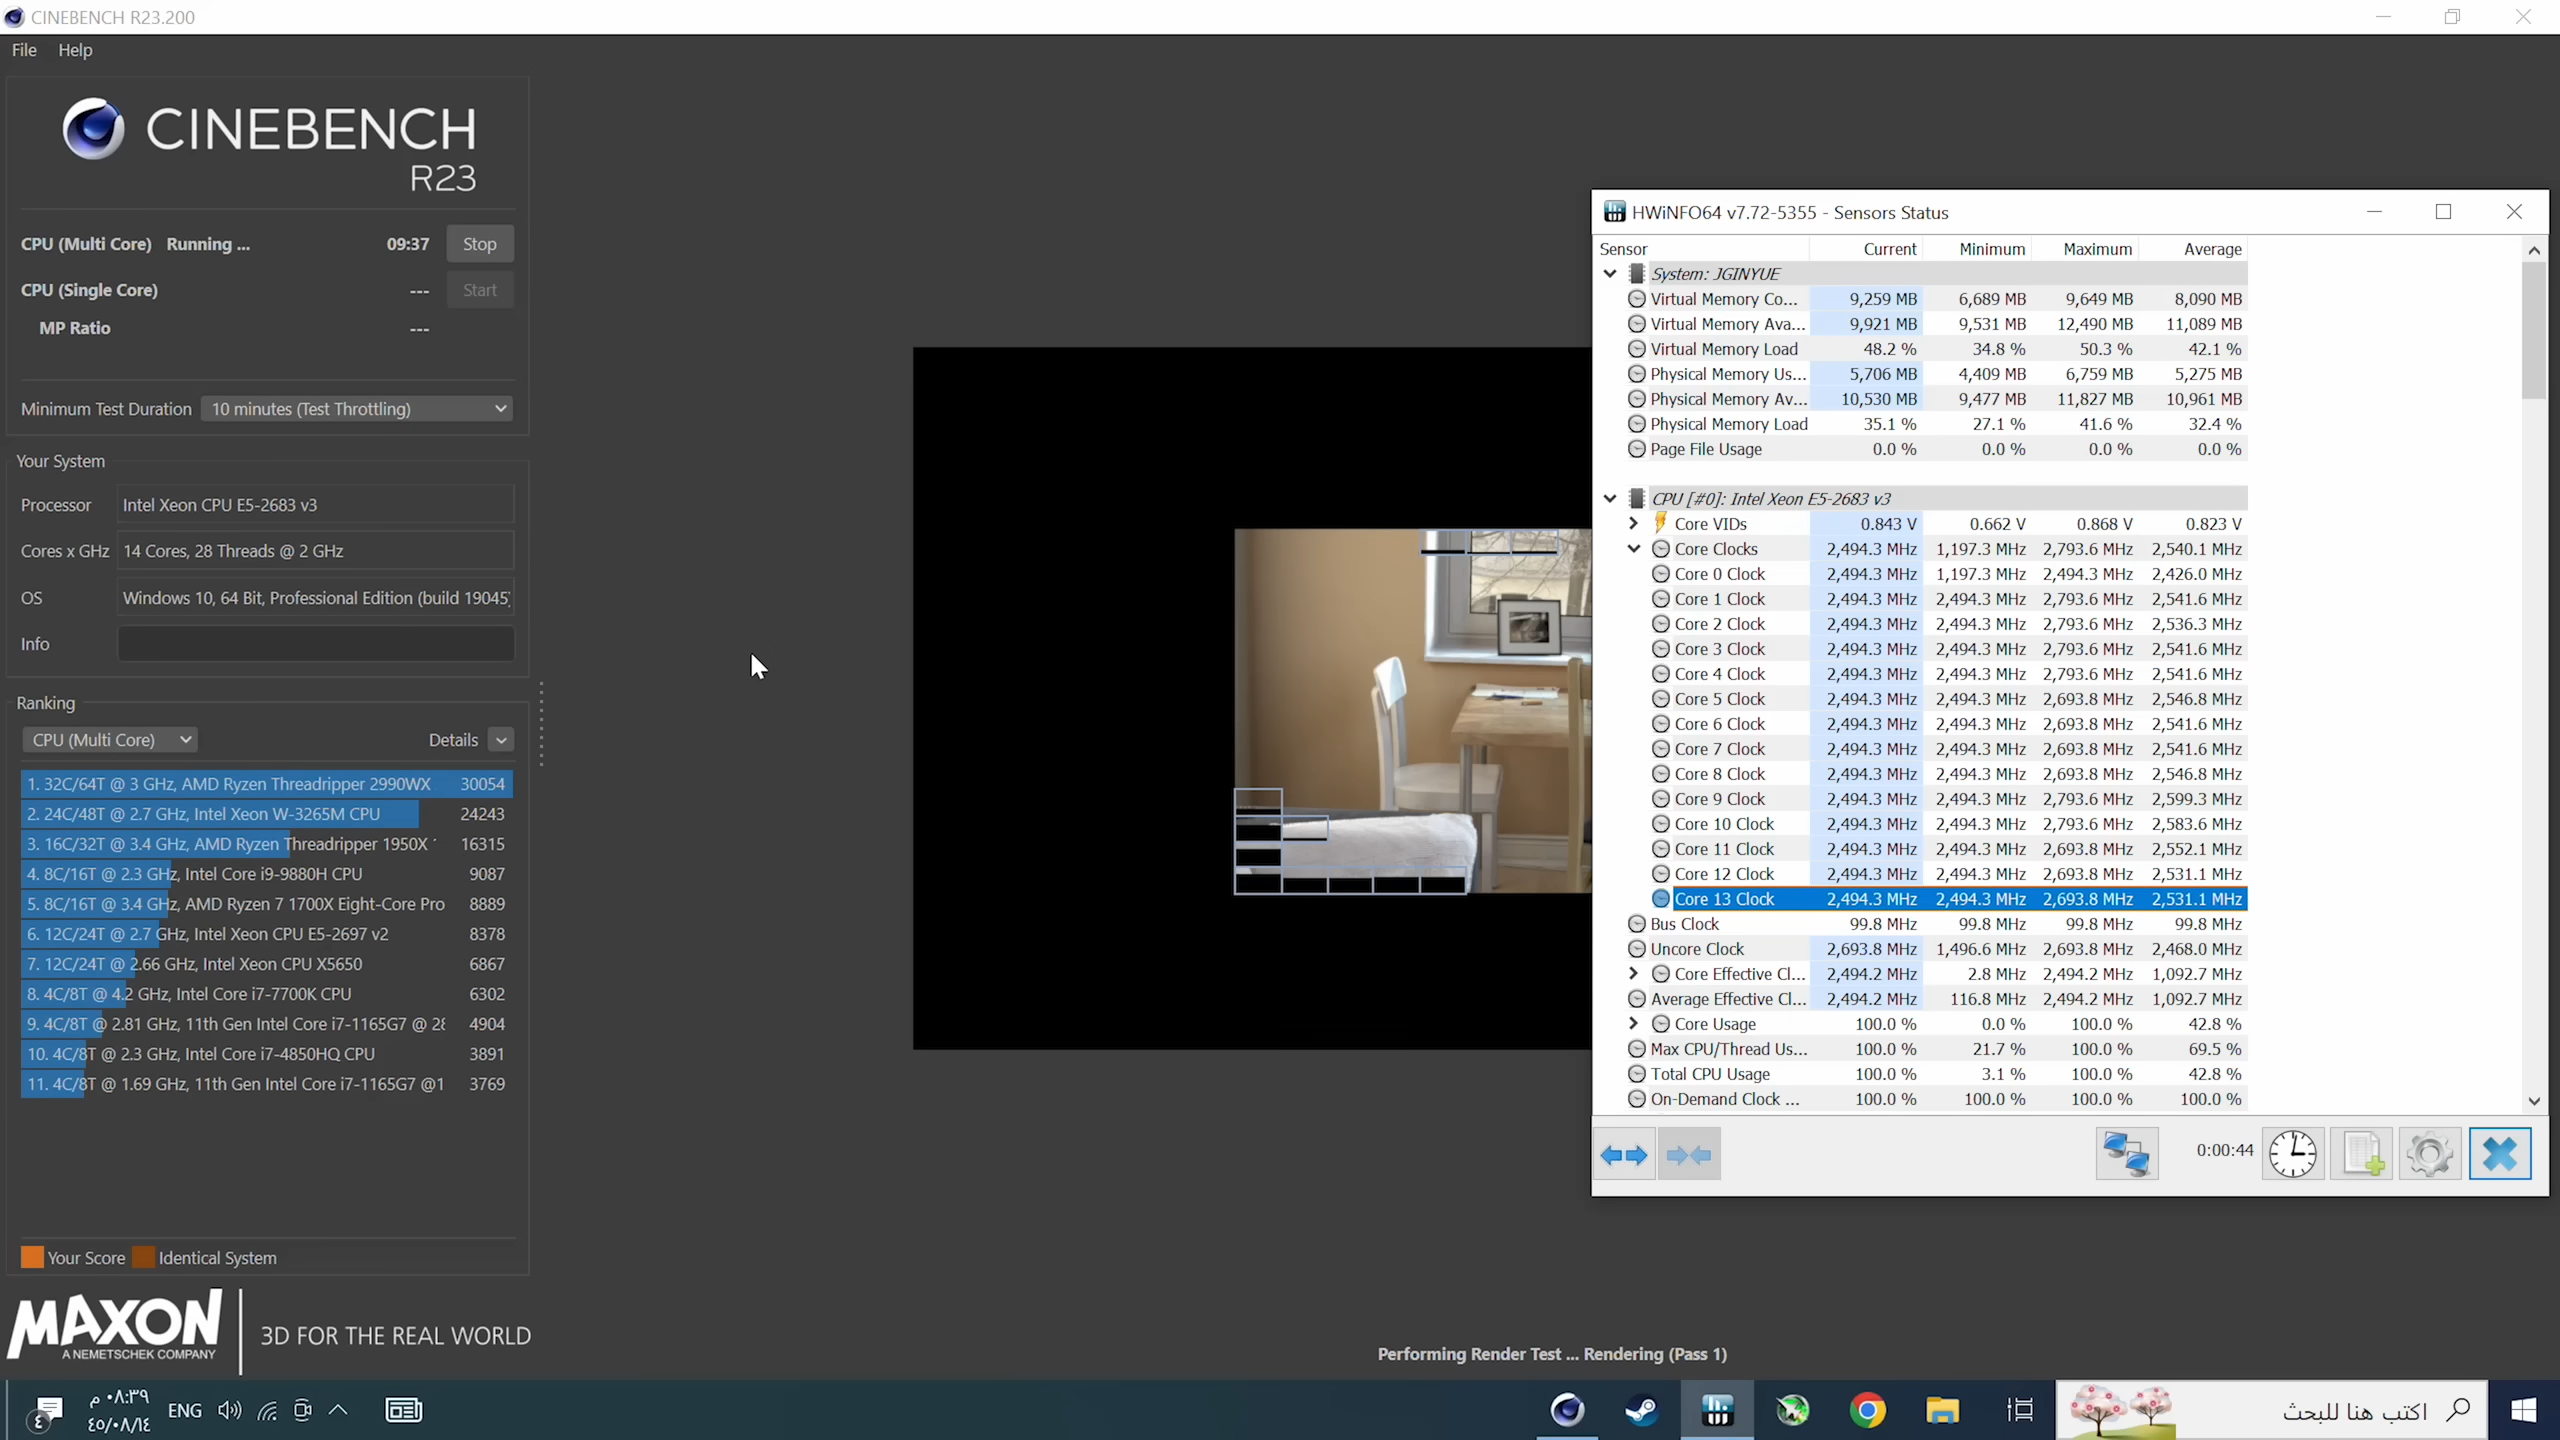 CINEBENCH R23.200
File Help
CINEBENCH
R23
CPU (Multi Core) Running ... 09:37 Stop
CPU (Single Core) --- Start
MP Ratio ---
Minimum Test Duration 10 minutes (Test Throttling)
Your System
Processor Intel Xeon CPU E5-2683 v3
Cores x GHz 14 Cores, 28 Threads @ 2 GHz
OS Windows 10, 64 Bit, Professional Edition (build 19045
Info
Ranking
CPU (Multi Core) Details
1. 32C/64T @ 3 GHz, AMD Ryzen Threadripper 2990WX 30054
2. 24C/48T @ 2.7 GHz, Intel Xeon W-3265M CPU 24243
3. 16C/32T @ 3.4 GHz, AMD Ryzen Threadripper 1950X 16315
4. 8C/16T @ 2.3 GHz, Intel Core i9-9880H CPU 9087
5. 8C/16T @ 3.4 GHz, AMD Ryzen 7 1700X Eight-Core Pro 8889
6. 12C/24T @ 2.7 GHz, Intel Xeon CPU E5-2697 v2 8378
7. 12C/24T @ 2.66 GHz, Intel Xeon CPU X5650 6867
8. 4C/8T @ 4.2 GHz, Intel Core i7-7700K CPU 6302
9. 4C/8T @ 2.81 GHz, 11th Gen Intel Core i7-1165G7 @ 28 4904
10. 4C/8T @ 2.3 GHz, Intel Core i7-4850HQ CPU 3891
11. 4C/8T @ 1.69 GHz, 11th Gen Intel Core i7-1165G7 @1 3769
Your Score Identical System
MAXON
A NEMETSCHEK COMPANY
3D FOR THE REAL WORLD
Performing Render Test ... Rendering (Pass 1)
HWiNFO64 v7.72-5355 - Sensors Status
Sensor Current Minimum Maximum Average
System: JGINYUE
Virtual Memory Co... 9,259 MB 6,689 MB 9,649 MB 8,090 MB
Virtual Memory Ava... 9,921 MB 9,531 MB 12,490 MB 11,089 MB
Virtual Memory Load 48.2 % 34.8 % 50.3 % 42.1 %
Physical Memory Us... 5,706 MB 4,409 MB 6,759 MB 5,275 MB
Physical Memory Av... 10,530 MB 9,477 MB 11,827 MB 10,961 MB
Physical Memory Load 35.1 % 27.1 % 41.6 % 32.4 %
Page File Usage 0.0 % 0.0 % 0.0 % 0.0 %
CPU [#0]: Intel Xeon E5-2683 v3
Core VIDs 0.843 V 0.662 V 0.868 V 0.823 V
Core Clocks 2,494.3 MHz 1,197.3 MHz 2,793.6 MHz 2,540.1 MHz
Core 0 Clock 2,494.3 MHz 1,197.3 MHz 2,494.3 MHz 2,426.0 MHz
Core 1 Clock 2,494.3 MHz 2,494.3 MHz 2,793.6 MHz 2,541.6 MHz
Core 2 Clock 2,494.3 MHz 2,494.3 MHz 2,793.6 MHz 2,536.3 MHz
Core 3 Clock 2,494.3 MHz 2,494.3 MHz 2,793.6 MHz 2,541.6 MHz
Core 4 Clock 2,494.3 MHz 2,494.3 MHz 2,793.6 MHz 2,541.6 MHz
Core 5 Clock 2,494.3 MHz 2,494.3 MHz 2,693.8 MHz 2,546.8 MHz
Core 6 Clock 2,494.3 MHz 2,494.3 MHz 2,693.8 MHz 2,541.6 MHz
Core 7 Clock 2,494.3 MHz 2,494.3 MHz 2,693.8 MHz 2,541.6 MHz
Core 8 Clock 2,494.3 MHz 2,494.3 MHz 2,693.8 MHz 2,546.8 MHz
Core 9 Clock 2,494.3 MHz 2,494.3 MHz 2,793.6 MHz 2,599.3 MHz
Core 10 Clock 2,494.3 MHz 2,494.3 MHz 2,793.6 MHz 2,583.6 MHz
Core 11 Clock 2,494.3 MHz 2,494.3 MHz 2,693.8 MHz 2,552.1 MHz
Core 12 Clock 2,494.3 MHz 2,494.3 MHz 2,693.8 MHz 2,531.1 MHz
Core 13 Clock 2,494.3 MHz 2,494.3 MHz 2,693.8 MHz 2,531.1 MHz
Bus Clock 99.8 MHz 99.8 MHz 99.8 MHz 99.8 MHz
Uncore Clock 2,693.8 MHz 1,496.6 MHz 2,693.8 MHz 2,468.0 MHz
Core Effective Cl... 2,494.2 MHz 2.8 MHz 2,494.2 MHz 1,092.7 MHz
Average Effective Cl... 2,494.2 MHz 116.8 MHz 2,494.2 MHz 1,092.7 MHz
Core Usage 100.0 % 0.0 % 100.0 % 42.8 %
Max CPU/Thread Us... 100.0 % 21.7 % 100.0 % 69.5 %
Total CPU Usage 100.0 % 3.1 % 100.0 % 42.8 %
On-Demand Clock ... 100.0 % 100.0 % 100.0 % 100.0 %
0:00:44
٠٨:٣٩ م
٤٥/٠٨/١٤
٤
ENG
اكتب هنا للبحث